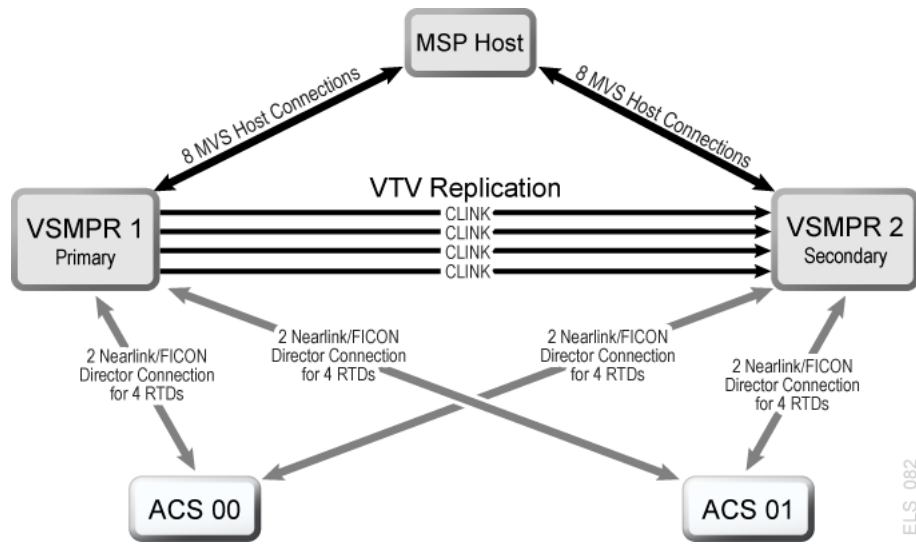 MSP Host
8 MVS Host Connections
8 MVS Host Connections
VTV Replication
VSMPR 1
Primary
CLINK
CLINK
CLINK
CLINK
VSMPR 2
Secondary
2 Nearlink/FICON
Director Connection
for 4 RTDs
2 Nearlink/FICON
Director Connection
for 4 RTDs
2 Nearlink/FICON
Director Connection
for 4 RTDs
2 Nearlink/FICON
Director Connection
for 4 RTDs
ACS 00
ACS 01
ELS_082